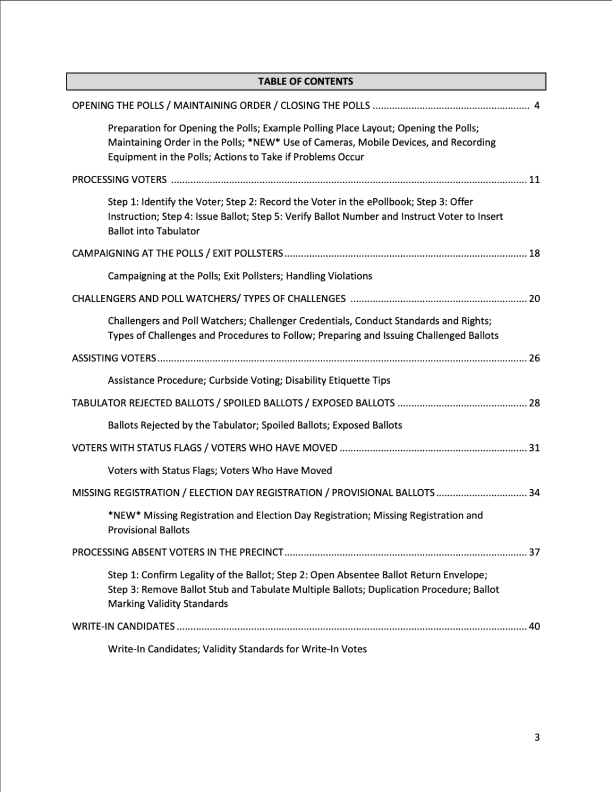 TABLE OF CONTENTS
OPENING THE POLLS / MAINTAINING ORDER / CLOSING THE POLLS ........................................................ 4
Preparation for Opening the Polls; Example Polling Place Layout; Opening the Polls;
Maintaining Order in the Polls; *NEW* Use of Cameras, Mobile Devices, and Recording
Equipment in the Polls; Actions to Take if Problems Occur
PROCESSING VOTERS ........................................................ 11
Step 1: Identify the Voter; Step 2: Record the Voter in the ePollbook; Step 3: Offer
Instruction; Step 4: Issue Ballot; Step 5: Verify Ballot Number and Instruct Voter to Insert
Ballot into Tabulator
CAMPAIGNING AT THE POLLS / EXIT POLLSTERS ........................................................ 18
Campaigning at the Polls; Exit Pollsters; Handling Violations
CHALLENGERS AND POLL WATCHERS/ TYPES OF CHALLENGES ........................................................ 20
Challengers and Poll Watchers; Challenger Credentials, Conduct Standards and Rights;
Types of Challenges and Procedures to Follow; Preparing and Issuing Challenged Ballots
ASSISTING VOTERS ........................................................ 26
Assistance Procedure; Curbside Voting; Disability Etiquette Tips
TABULATOR REJECTED BALLOTS / SPOILED BALLOTS / EXPOSED BALLOTS ........................................................ 28
Ballots Rejected by the Tabulator; Spoiled Ballots; Exposed Ballots
VOTERS WITH STATUS FLAGS / VOTERS WHO HAVE MOVED ........................................................ 31
Voters with Status Flags; Voters Who Have Moved
MISSING REGISTRATION / ELECTION DAY REGISTRATION / PROVISIONAL BALLOTS ........................................................ 34
*NEW* Missing Registration and Election Day Registration; Missing Registration and
Provisional Ballots
PROCESSING ABSENT VOTERS IN THE PRECINCT ........................................................ 37
Step 1: Confirm Legality of the Ballot; Step 2: Open Absentee Ballot Return Envelope;
Step 3: Remove Ballot Stub and Tabulate Multiple Ballots; Duplication Procedure; Ballot
Marking Validity Standards
WRITE-IN CANDIDATES ........................................................ 40
Write-In Candidates; Validity Standards for Write-In Votes
3